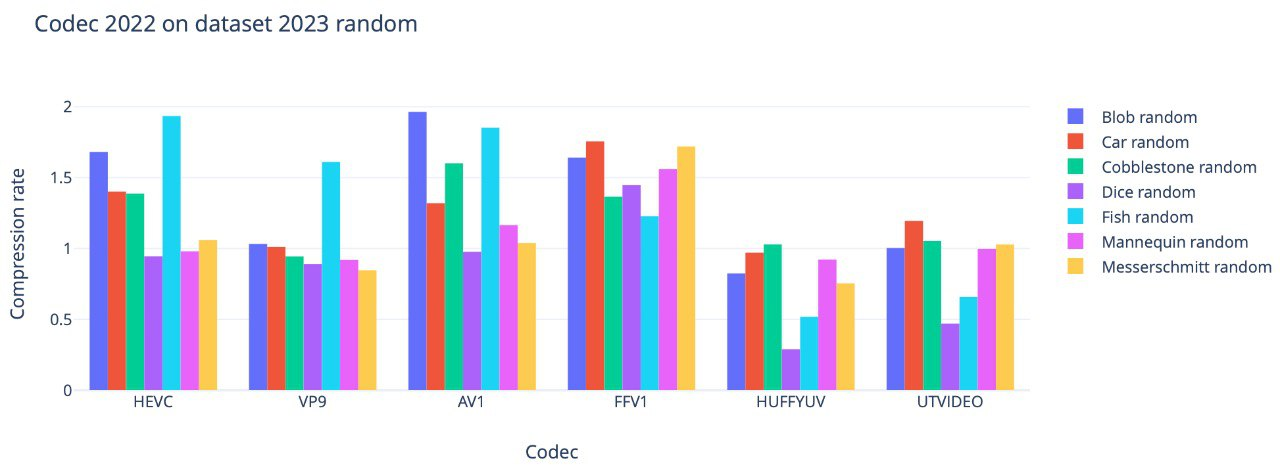 Codec 2022 on dataset 2023 random
Compression rate
2
1.5
1
0.5
0
HEVC
VP9
AV1
FFV1
HUFFYUV
UTVIDEO
Codec
Blob random
Car random
Cobblestone random
Dice random
Fish random
Mannequin random
Messerschmitt random